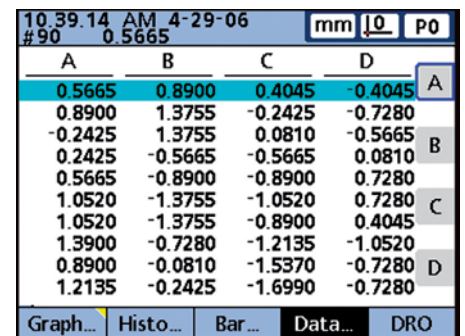 10.39.14 AM 4-29-06 mm |0 P0
#90 0.5665
A B C D
0.5665 0.8900 0.4045 -0.4045 A
0.8900 1.3755 -0.2425 -0.7280
-0.2425 1.3755 0.0810 -0.5665
0.2425 -0.5665 -0.5665 0.0810 B
0.5665 -0.8900 -0.8900 0.7280
1.0520 -1.3755 -1.0520 0.7280 C
1.0520 -1.3755 -0.8900 0.4045
1.3900 -0.7280 -1.2135 -1.0520
0.8900 -0.0810 -1.5370 -0.7280 D
1.2135 -0.2425 -1.6990 -0.7280
Graph... Histo... Bar... Data... DRO